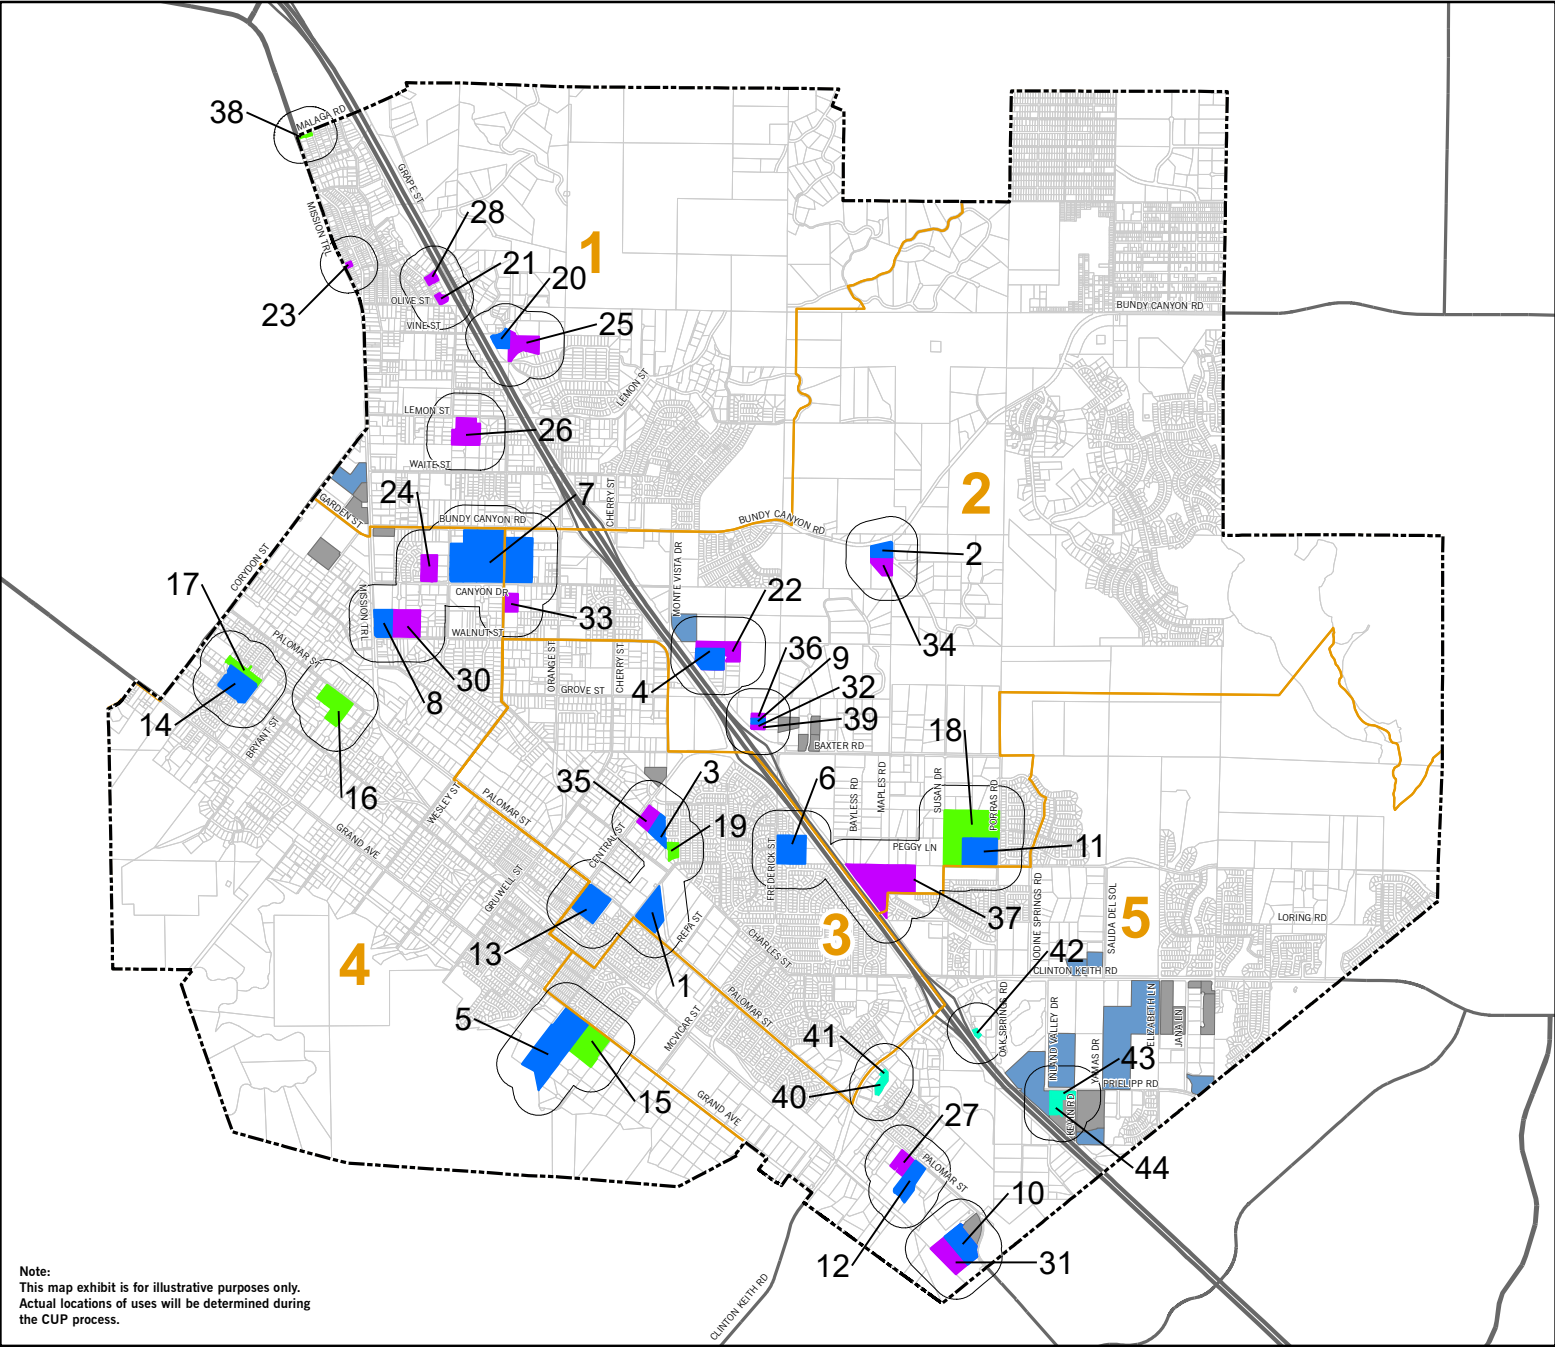 38
MALAGA RD
GRAPE ST
MISSION TRL
28
1
21
20
23
OLIVE ST
VINE ST
25
BUNDY CANYON RD
LEMON ST
LEMON ST
26
WAITE ST
24
7
CHERRY ST
2
GARDEN ST
BUNDY CANYON RD
BUNDY CANYON RD
CORYDON ST
2
17
MISSION TRL
CANYON DR
MONTE VISTA DR
22
33
WALNUT ST
34
PALOMAR ST
36
9
30
ORANGE ST
CHERRY ST
GROVE ST
4
32
8
39
14
BRYANT ST
18
BAXTER RD
16
35
3
6
BAYLESS RD
MAPLES RD
SUSAN DR
PORRAS RD
WESLEY ST
PALOMAR ST
19
GRAND AVE
CENTRAL ST
FREDERICK ST
PEGGY LN
11
GRUWELL ST
37
13
REPA ST
3
IODINE SPRINGS RD
SALIDA DEL SOL
5
LORING RD
4
CHARLES ST
42
CLINTON KEITH RD
1
PALOMAR ST
OAK SPRINGS RD
INLAND VALLEY DR
ELIZABETH LN
JANA LN
5
MCVICAR ST
41
YAMAS DR
43
PRIELIPP RD
15
GRAND AVE
40
KEVIN RD
27
44
PALOMAR ST
10
12
31
CLINTON KEITH RD
Note:
This map exhibit is for illustrative purposes only.
Actual locations of uses will be determined during
the CUP process.